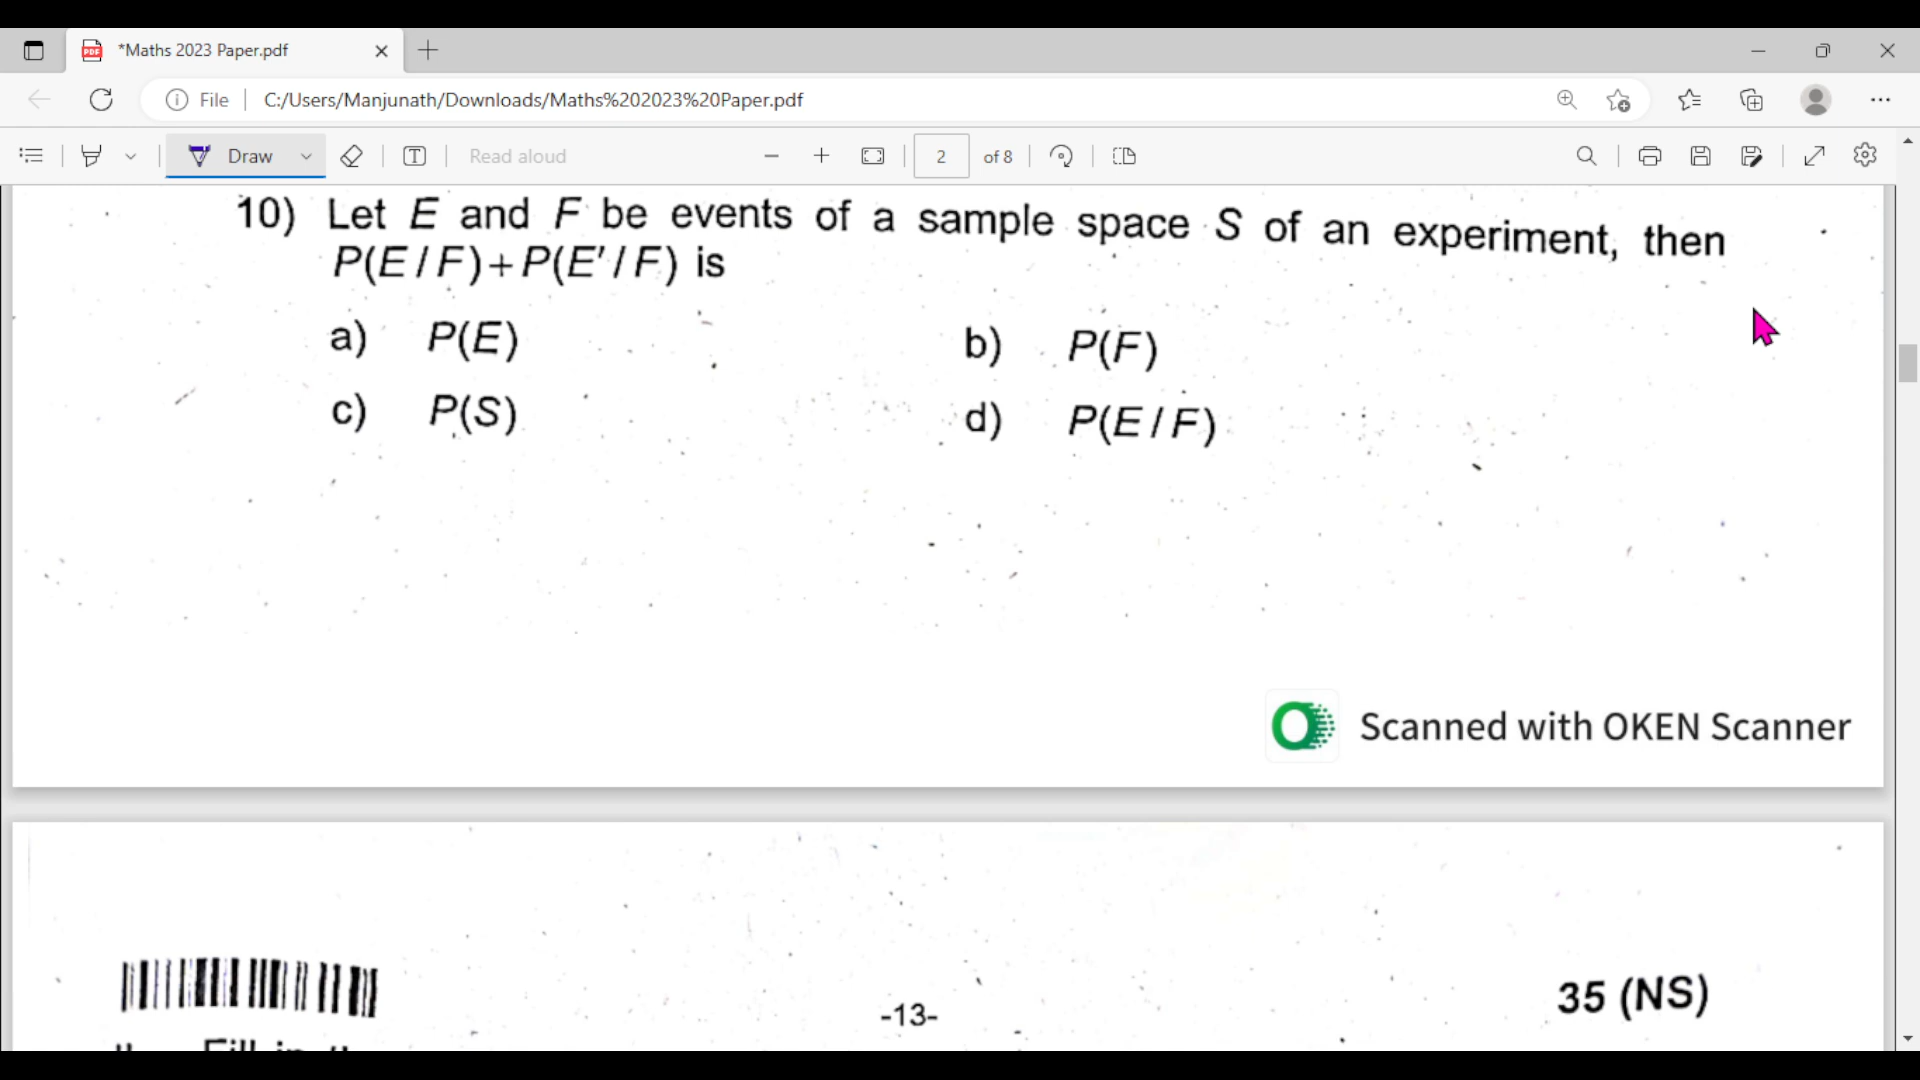 *Maths 2023 Paper.pdf
File C:/Users/Manjunath/Downloads/Maths%202023%20Paper.pdf
Draw T Read aloud 2 of 8
10) Let E and F be events of a sample space S of an experiment, then
P(E/F)+P(E′/F) is
a) P(E) b) P(F)
c) P(S) d) P(E/F)
Scanned with OKEN Scanner
-13- 35 (NS)